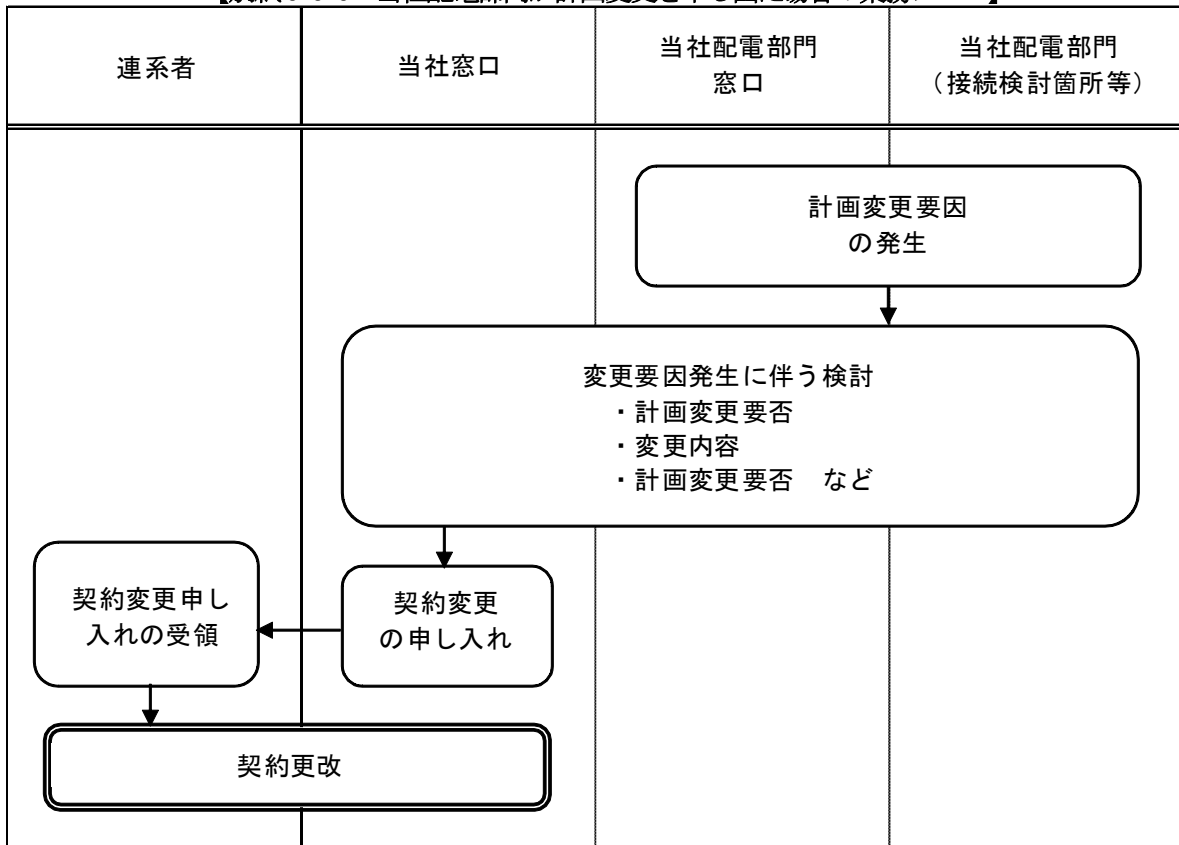 連系者
当社窓口
当社配電部門
窓口
当社配電部門
（接続検討箇所等）
計画変更要因
の発生
変更要因発生に伴う検討
・計画変更要否
・変更内容
・計画変更要否　など
契約変更申し
入れの受領
契約変更
の申し入れ
契約更改